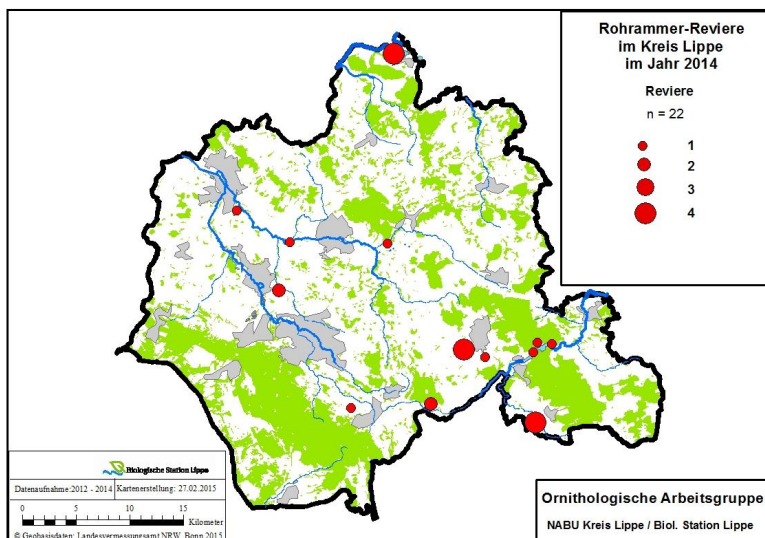 Rohrammer-Reviere
im Kreis Lippe
im Jahr 2014
Reviere
n = 22
1
2
3
4
Biologische Station Lippe
Datenaufnahme:2012 - 2014 Kartenerstellung: 27.02.2015
0 5 10 15
Kilometer
© Geobasisdaten: Landesvermessungsamt NRW, Bonn 2015
Ornithologische Arbeitsgruppe
NABU Kreis Lippe / Biol. Station Lippe